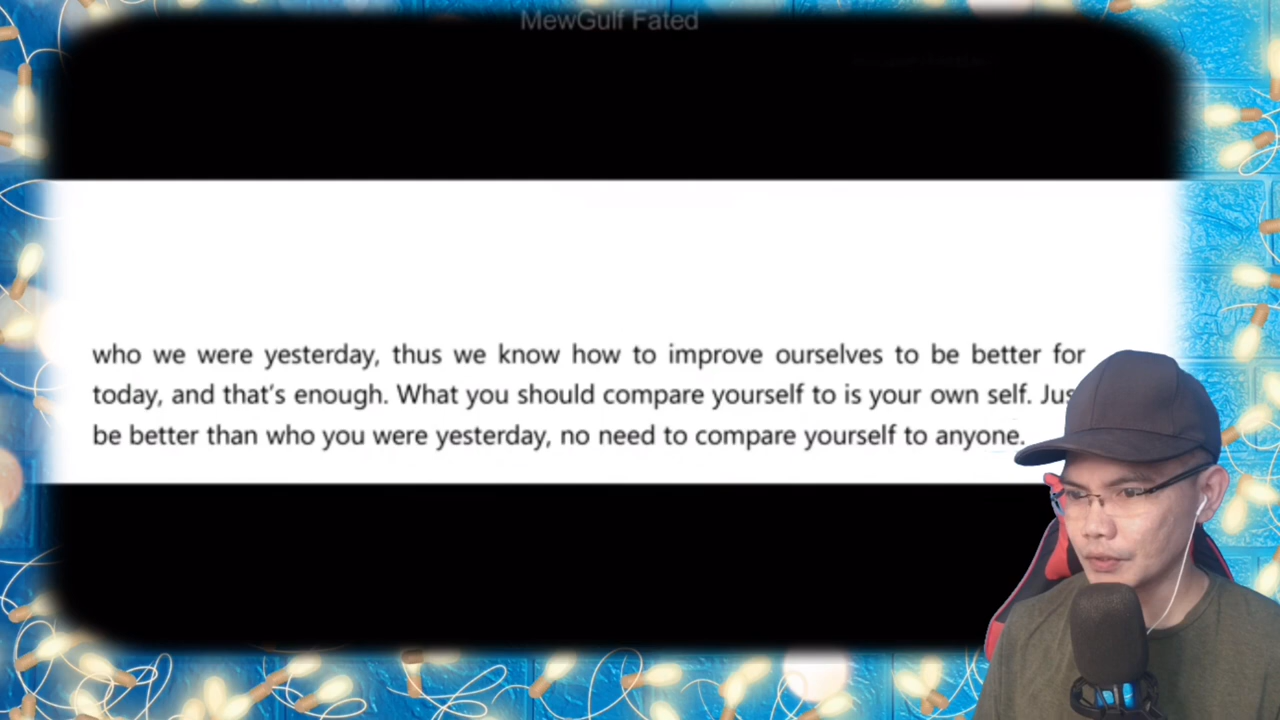 MewGulf Fated
who we were yesterday, thus we know how to improve ourselves to be better for
today, and that's enough. What you should compare yourself to is your own self.
be better than who you were yesterday, no need to compare yourself to anyone.